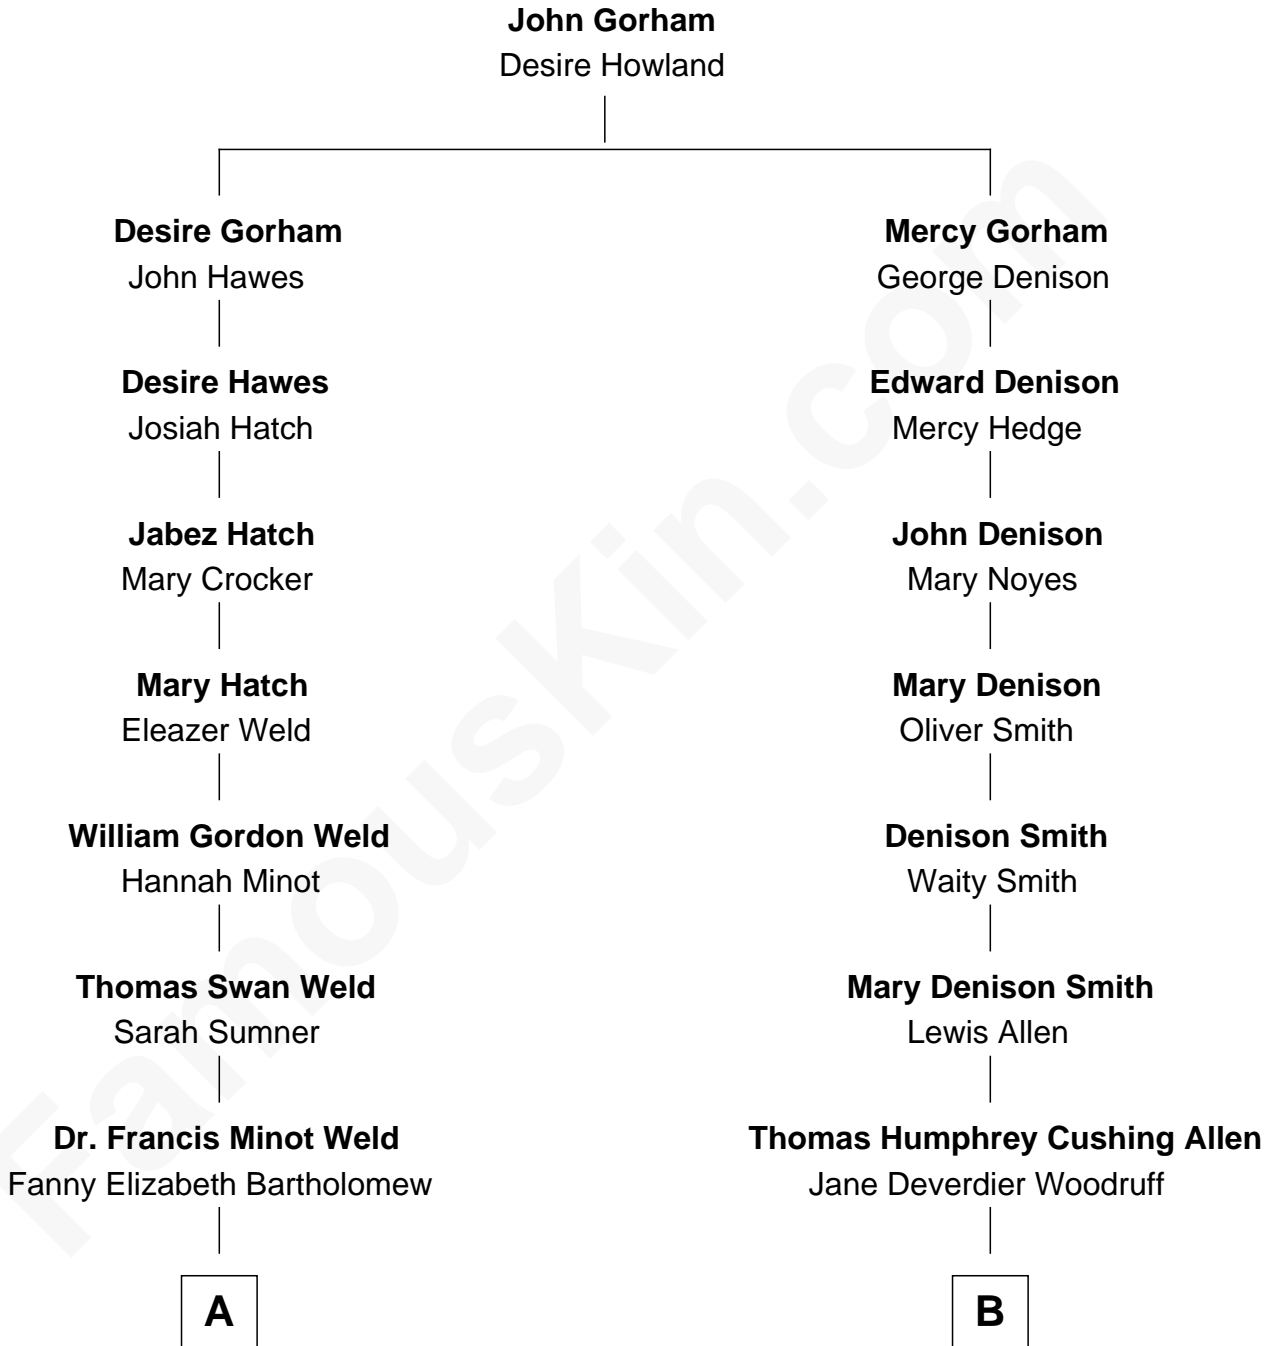 John Gorham
Desire Howland
Desire Gorham
John Hawes
Desire Hawes
Josiah Hatch
Jabez Hatch
Mary Crocker
Mary Hatch
Eleazer Weld
William Gordon Weld
Hannah Minot
Thomas Swan Weld
Sarah Sumner
Dr. Francis Minot Weld
Fanny Elizabeth Bartholomew
A
Mercy Gorham
George Denison
Edward Denison
Mercy Hedge
John Denison
Mary Noyes
Mary Denison
Oliver Smith
Denison Smith
Waity Smith
Mary Denison Smith
Lewis Allen
Thomas Humphrey Cushing Allen
Jane Deverdier Woodruff
B
FamousKin.com